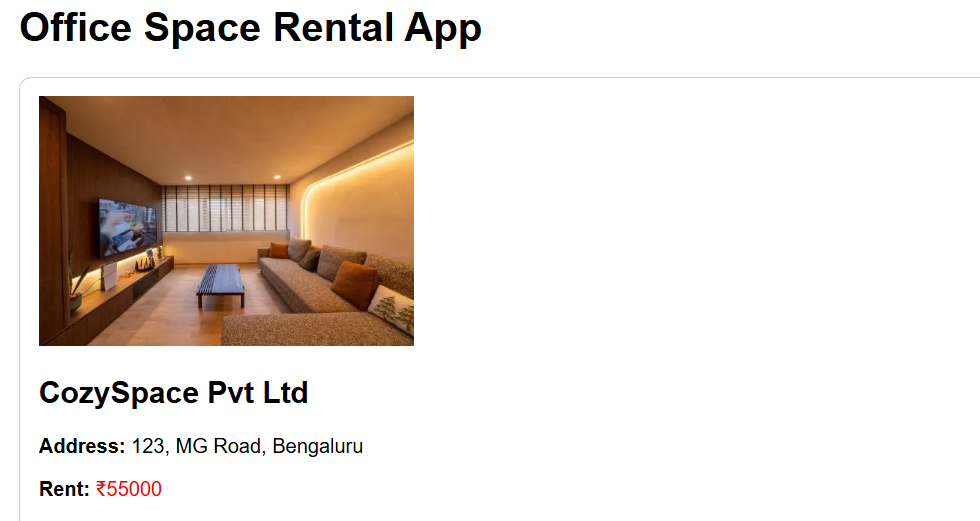 Office Space Rental App
CozySpace Pvt Ltd
Address: 123, MG Road, Bengaluru
Rent: ₹55000